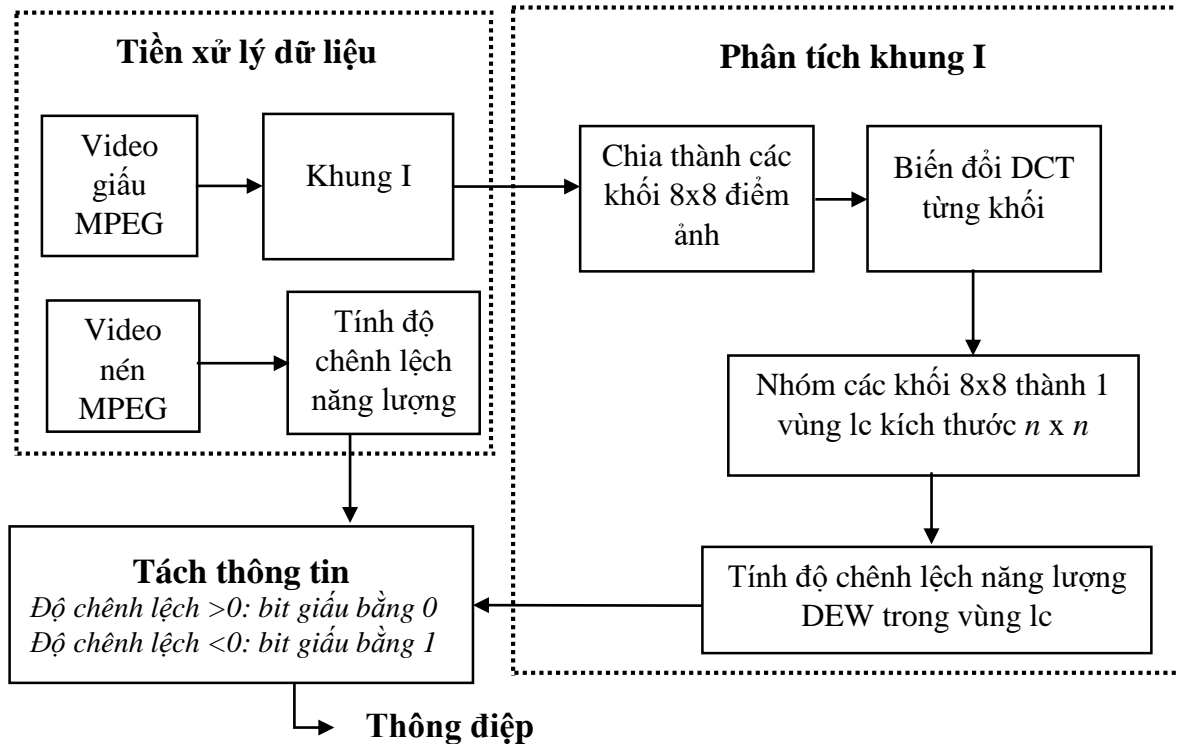 Tiền xử lý dữ liệu
Video
giấu
MPEG
Khung I
Video
nén
MPEG
Tính độ
chênh lệch
năng lượng
Phân tích khung I
Chia thành các
khối 8x8 điểm
ảnh
Biến đổi DCT
từng khối
Nhóm các khối 8x8 thành 1
vùng lc kích thước n x n
Tính độ chênh lệch năng lượng
DEW trong vùng lc
Tách thông tin
Độ chênh lệch >0: bit giấu bằng 0
Độ chênh lệch <0: bit giấu bằng 1
Thông điệp